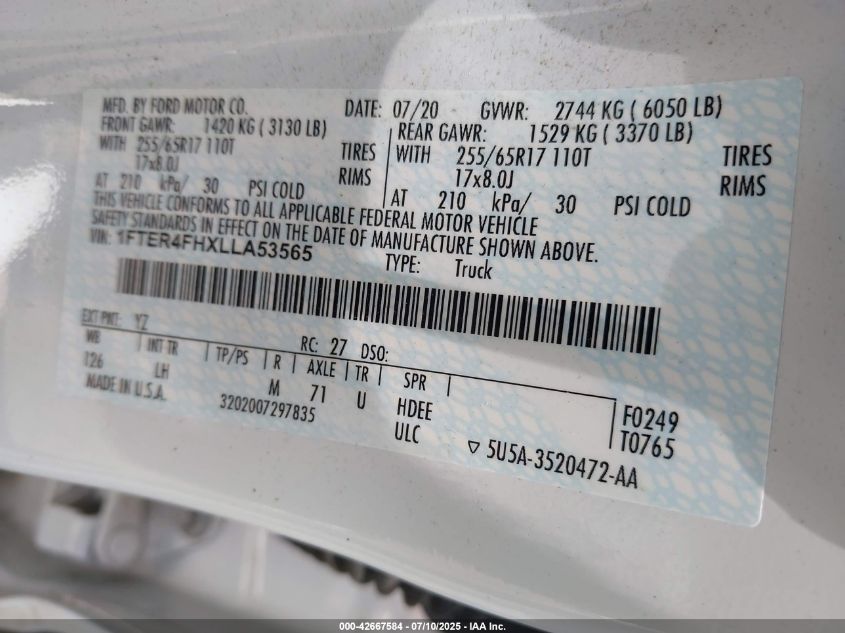 MFD. BY FORD MOTOR CO. DATE: 07/20 GVWR: 2744 KG ( 6050 LB)
FRONT GAWR: 1420 KG ( 3130 LB) REAR GAWR: 1529 KG ( 3370 LB)
WITH 255/65R17 110T TIRES WITH 255/65R17 110T TIRES
17x8.0J RIMS 17x8.0J RIMS
AT 210 kPa/ 30 PSI COLD AT 210 kPa/ 30 PSI COLD
THIS VEHICLE CONFORMS TO ALL APPLICABLE FEDERAL MOTOR VEHICLE
SAFETY STANDARDS IN EFFECT ON THE DATE OF MANUFACTURE SHOWN ABOVE.
VIN: 1FTER4FHXLLA53565 TYPE: Truck
EXT PNT: YZ RC: 27 DSO:
WB INT TR TP/PS R AXLE TR SPR
126 LH M 71 U HDEE F0249
MADE IN U.S.A. 3202007297835 ULC T0765
5U5A-3520472-AA
000-42667584 - 07/10/2025 - IAA Inc.